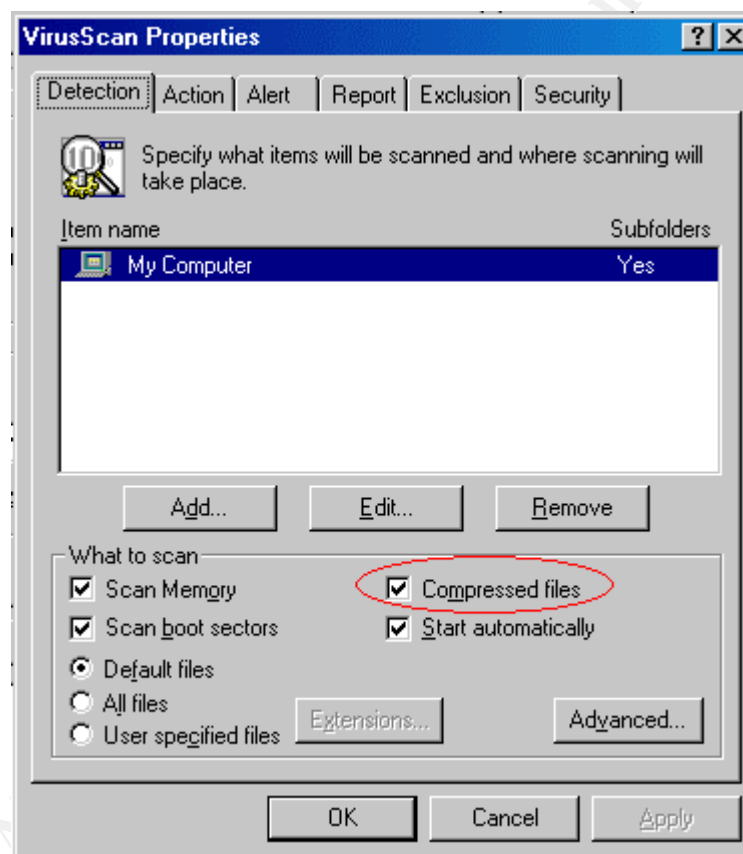 VirusScan Properties
Detection Action Alert Report Exclusion Security
Specify what items will be scanned and where scanning will
take place.
Item name Subfolders
My Computer Yes
Add... Edit... Remove
What to scan
Scan Memory Compressed files
Scan boot sectors Start automatically
Default files
All files
User specified files Extensions... Advanced...
OK Cancel Apply